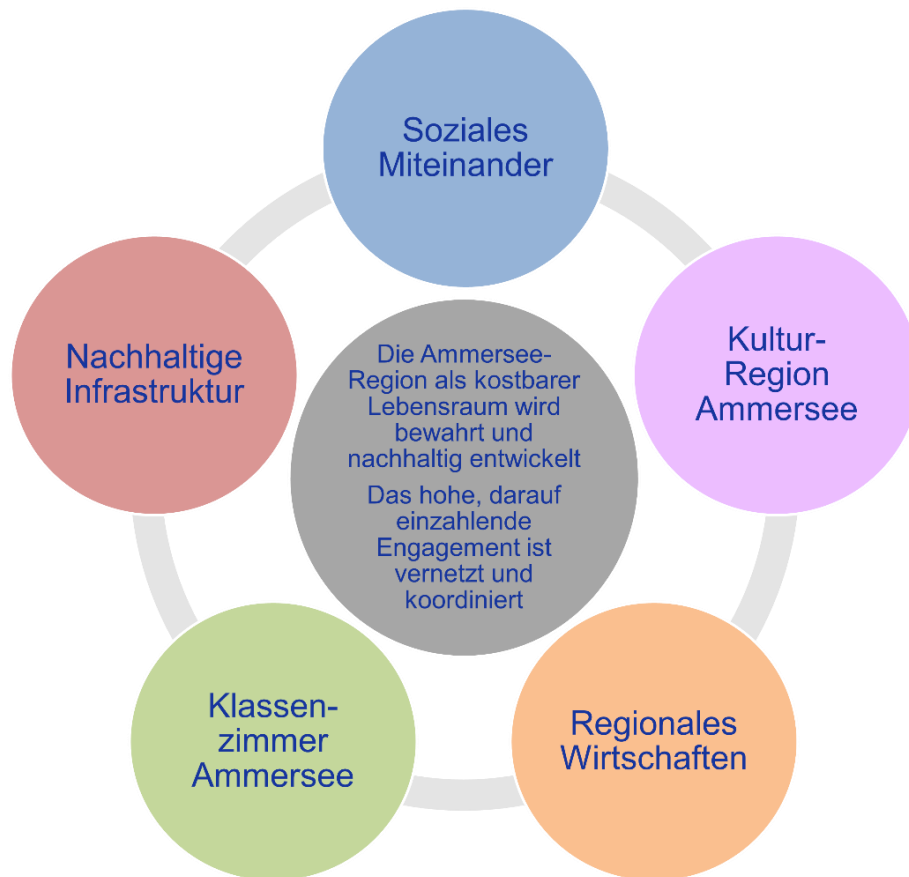 Soziales
Miteinander
Kultur-
Region
Ammersee
Regionales
Wirtschaften
Klassen-
zimmer
Ammersee
Nachhaltige
Infrastruktur
Die Ammersee-
Region als kostbarer
Lebensraum wird
bewahrt und
nachhaltig entwickelt
Das hohe, darauf
einzahlende
Engagement ist
vernetzt und
koordiniert